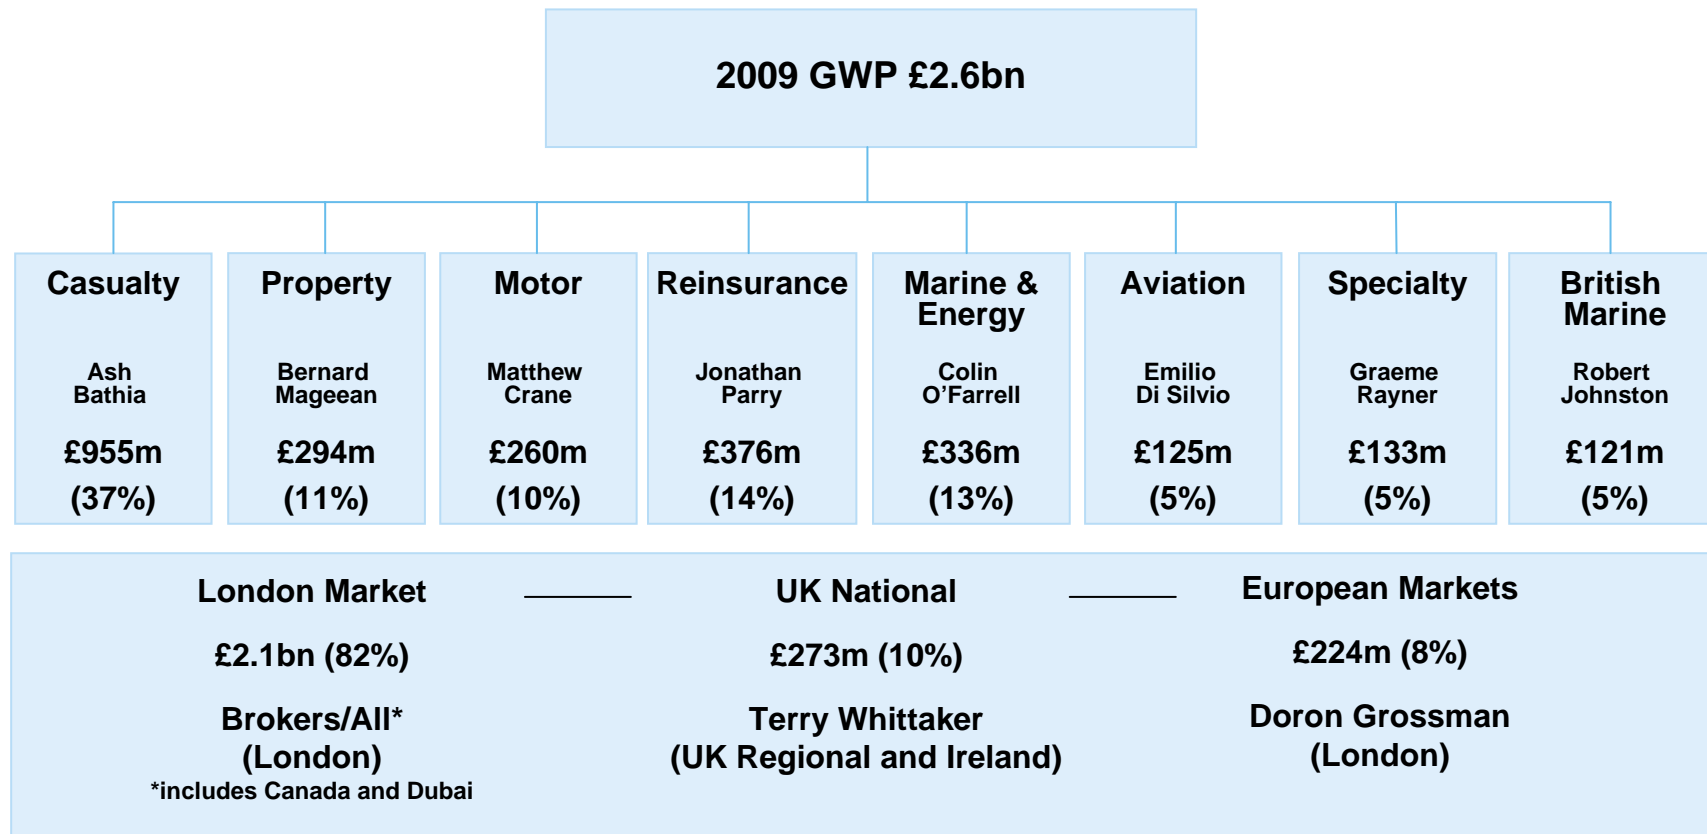 2009 GWP £2.6bn
Casualty
Ash
Bathia
£955m
(37%)
Property
Bernard
Mageean
£294m
(11%)
Motor
Matthew
Crane
£260m
(10%)
Reinsurance
Jonathan
Parry
£376m
(14%)
Marine &
Energy
Colin
O'Farrell
£336m
(13%)
Aviation
Emilio
Di Silvio
£125m
(5%)
Specialty
Graeme
Rayner
£133m
(5%)
British
Marine
Robert
Johnston
£121m
(5%)
London Market
£2.1bn (82%)
Brokers/All*
(London)
*includes Canada and Dubai
UK National
£273m (10%)
Terry Whittaker
(UK Regional and Ireland)
European Markets
£224m (8%)
Doron Grossman
(London)